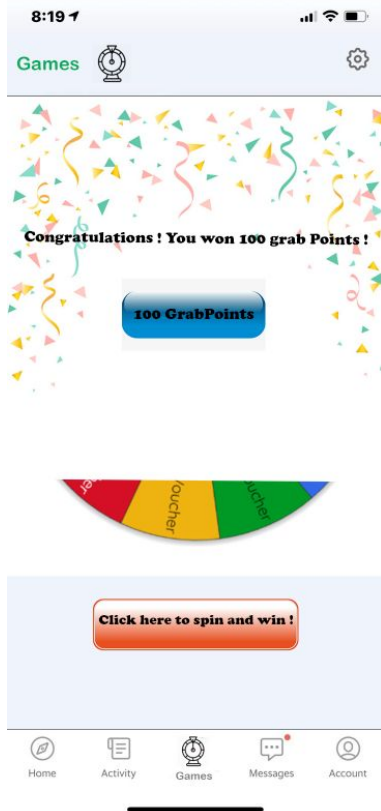 8:19
Games
Congratulations ! You won 100 grab Points !
100 GrabPoints
Voucher
Click here to spin and win !
Home
Activity
Games
Messages
Account